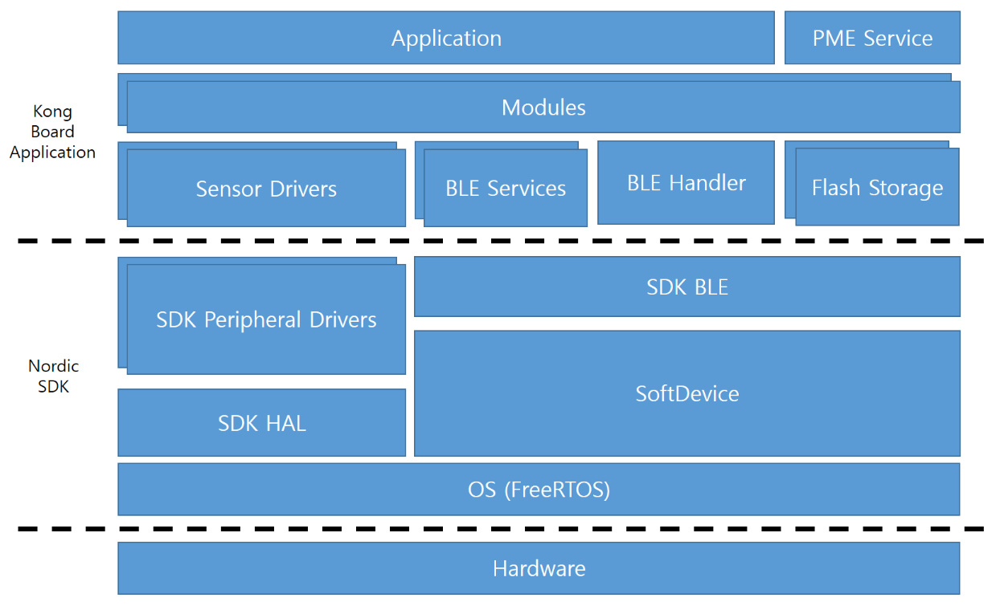 Application
PME Service
Kong
Board
Application
Modules
Sensor Drivers
BLE Services
BLE Handler
Flash Storage
Nordic
SDK
SDK Peripheral Drivers
SDK BLE
SoftDevice
SDK HAL
OS (FreeRTOS)
Hardware